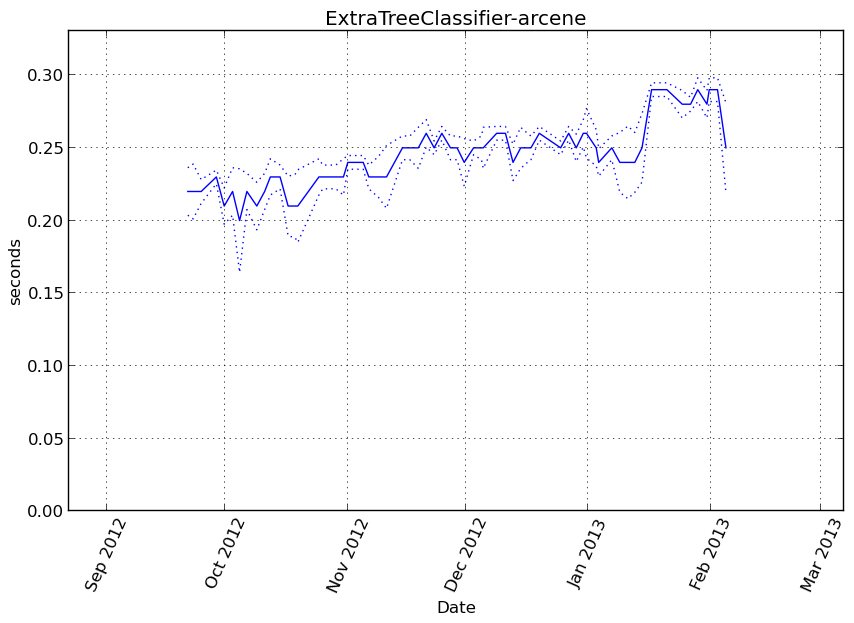 ExtraTreeClassifier-arcene
0.30
0.25
0.20
0.15
0.10
0.05
0.00
seconds
Sep 2012
Oct 2012
Nov 2012
Dec 2012
Jan 2013
Feb 2013
Mar 2013
Date